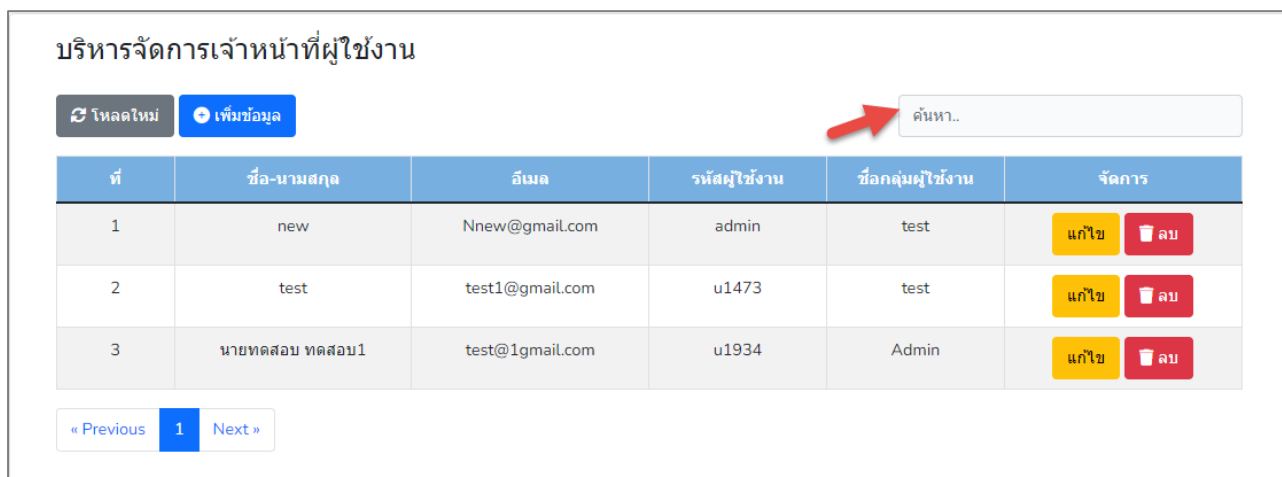 บริหารจัดการเจ้าหน้าที่ผู้ใช้งาน
โหลดใหม่ เพิ่มข้อมูล ค้นหา..
ที่ ชื่อ-นามสกุล อีเมล รหัสผู้ใช้งาน ชื่อกลุ่มผู้ใช้งาน จัดการ
1 new Nnew@gmail.com admin test แก้ไข ลบ
2 test test1@gmail.com u1473 test แก้ไข ลบ
3 นายทดสอบ ทดสอบ1 test@1gmail.com u1934 Admin แก้ไข ลบ
« Previous 1 Next »